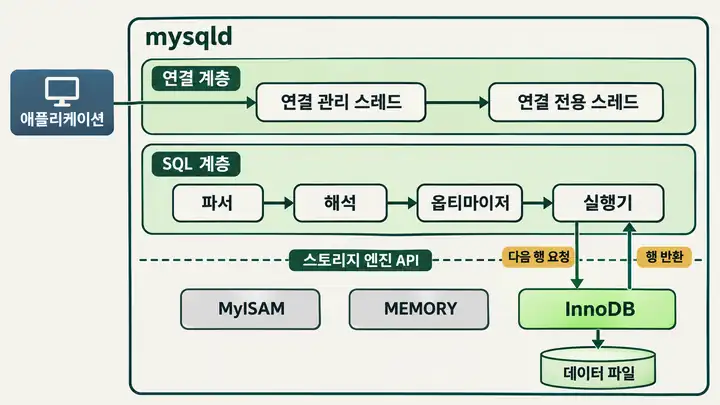 mysqld
연결 계층
애플리케이션
연결 관리 스레드
연결 전용 스레드
SQL 계층
파서
해석
옵티마이저
실행기
스토리지 엔진 API
다음 행 요청
행 반환
MyISAM
MEMORY
InnoDB
데이터 파일